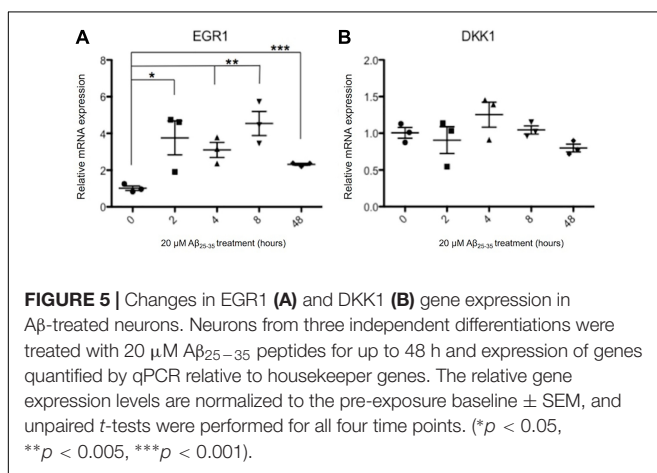 A EGR1
***
**
*
Relative mRNA expression
8
6
4
2
0
0 2 4 8 48
20 μM Aβ25-35 treatment (hours)
B DKK1
Relative mRNA expression
2.0
1.5
1.0
0.5
0.0
0 2 4 8 48
20 μM Aβ25-35 treatment (hours)
FIGURE 5 | Changes in EGR1 (A) and DKK1 (B) gene expression in
Aβ-treated neurons. Neurons from three independent differentiations were
treated with 20 μM Aβ25−35 peptides for up to 48 h and expression of genes
quantified by qPCR relative to housekeeper genes. The relative gene
expression levels are normalized to the pre-exposure baseline ± SEM, and
unpaired t-tests were performed for all four time points. (*p < 0.05,
**p < 0.005, ***p < 0.001).